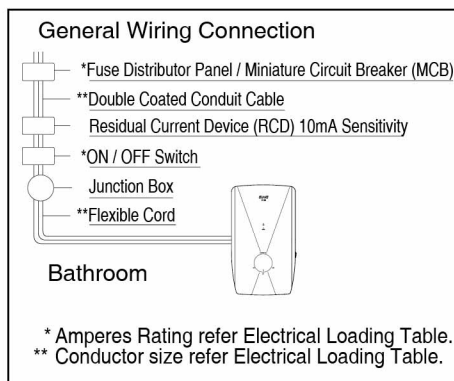 General Wiring Connection
*Fuse Distributor Panel / Miniature Circuit Breaker (MCB)
**Double Coated Conduit Cable
Residual Current Device (RCD) 10mA Sensitivity
*ON / OFF Switch
Junction Box
**Flexible Cord
Bathroom
* Amperes Rating refer Electrical Loading Table.
** Conductor size refer Electrical Loading Table.